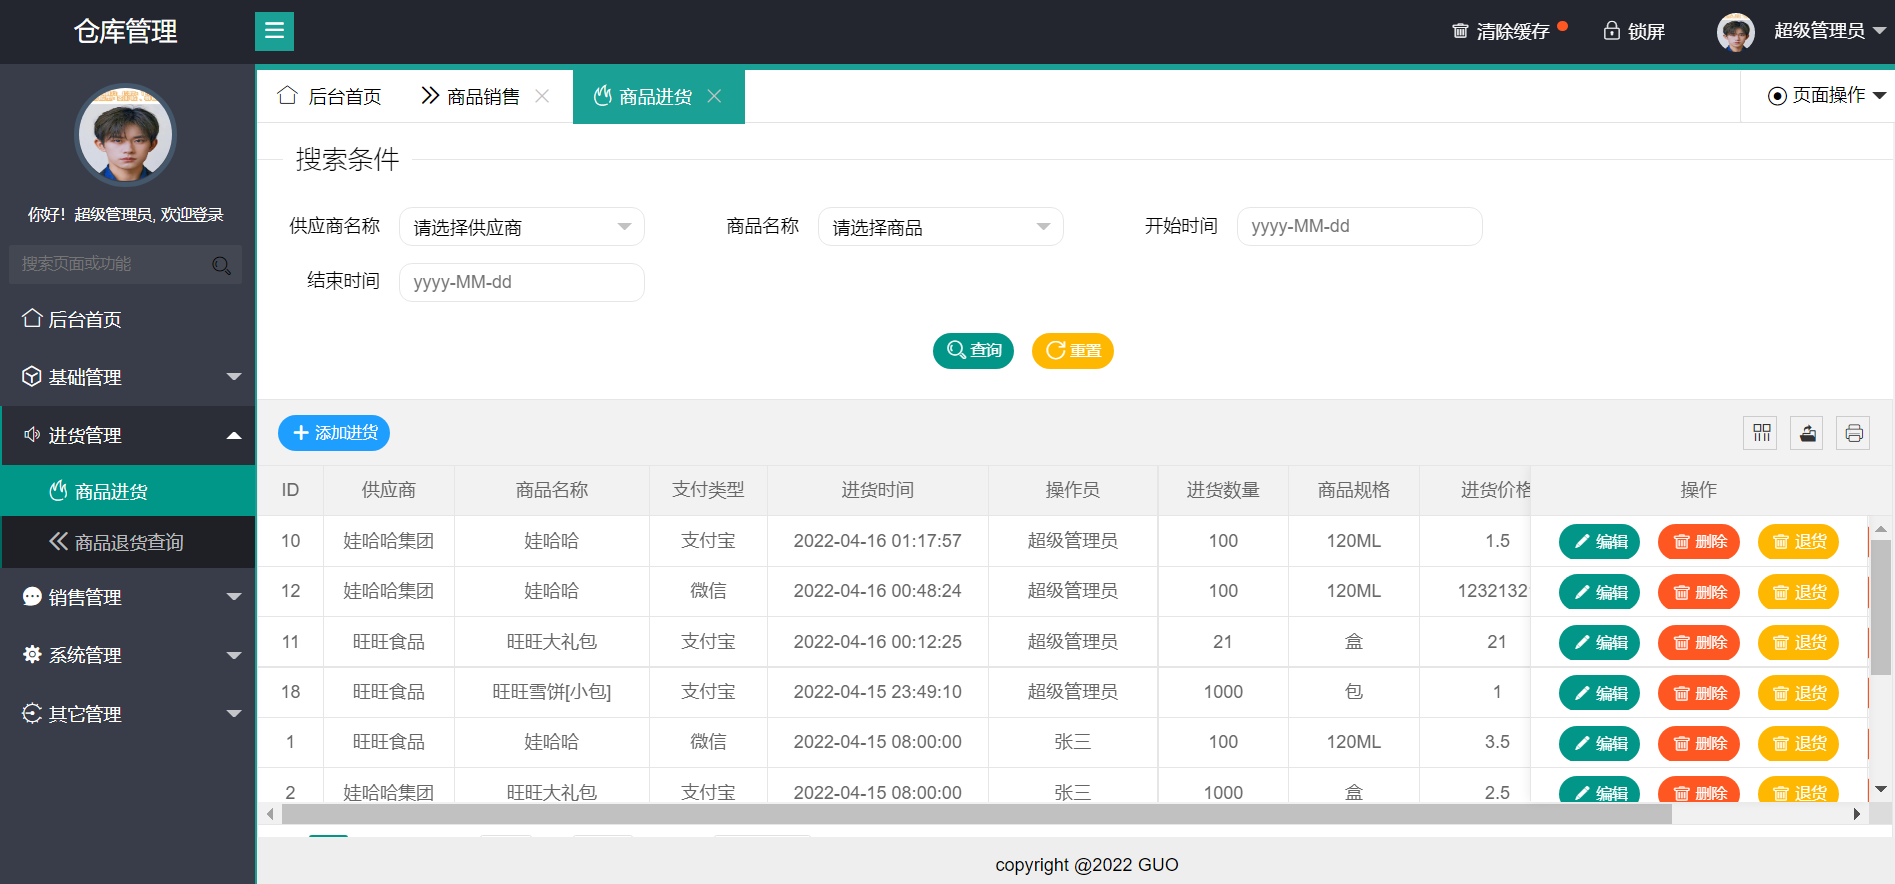 仓库管理
清除缓存
锁屏
超级管理员
你好！超级管理员, 欢迎登录
搜索页面或功能
后台首页
基础管理
进货管理
商品进货
商品退货查询
销售管理
系统管理
其它管理
后台首页 商品销售 商品进货 页面操作
搜索条件
供应商名称 请选择供应商 商品名称 请选择商品 开始时间 yyyy-MM-dd
结束时间 yyyy-MM-dd
查询 重置
添加进货
ID 供应商 商品名称 支付类型 进货时间 操作员 进货数量 商品规格 进货价格 操作
10 娃哈哈集团 娃哈哈 支付宝 2022-04-16 01:17:57 超级管理员 100 120ML 1.5 编辑 删除 退货
12 娃哈哈集团 娃哈哈 微信 2022-04-16 00:48:24 超级管理员 100 120ML 1232132 编辑 删除 退货
11 旺旺食品 旺旺大礼包 支付宝 2022-04-16 00:12:25 超级管理员 21 盒 21 编辑 删除 退货
18 旺旺食品 旺旺雪饼[小包] 支付宝 2022-04-15 23:49:10 超级管理员 1000 包 1 编辑 删除 退货
1 旺旺食品 娃哈哈 微信 2022-04-15 08:00:00 张三 100 120ML 3.5 编辑 删除 退货
2 娃哈哈集团 旺旺大礼包 支付宝 2022-04-15 08:00:00 张三 1000 盒 2.5 编辑 删除 退货
copyright @2022 GUO